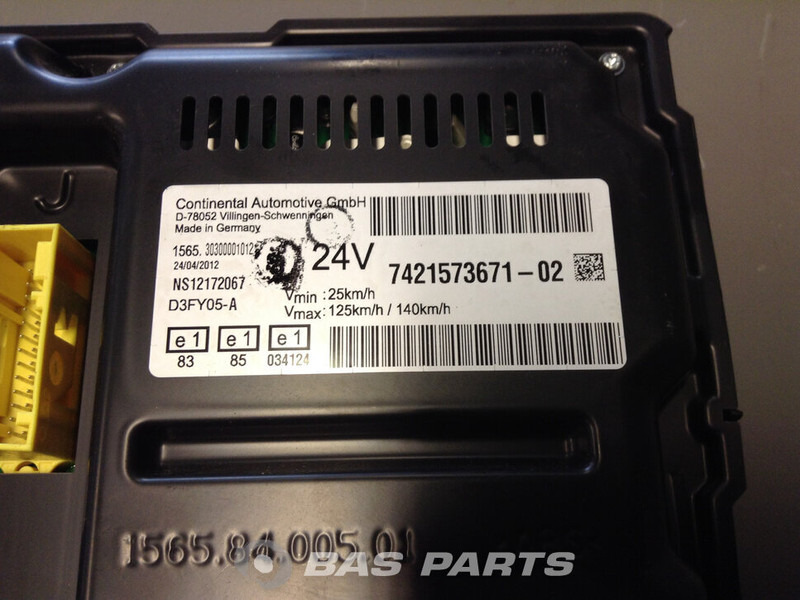 J
Continental Automotive GmbH
D-78052 Villingen-Schwenningen
Made in Germany
1565.
24/04/2012
24V
7421573671-02
NS12172067
D3FY05-A
Vmin : 25km/h
Vmax : 125km/h / 140km/h
e1 e1 e1
83 85 034124
1565.84.005.01
BAS PARTS